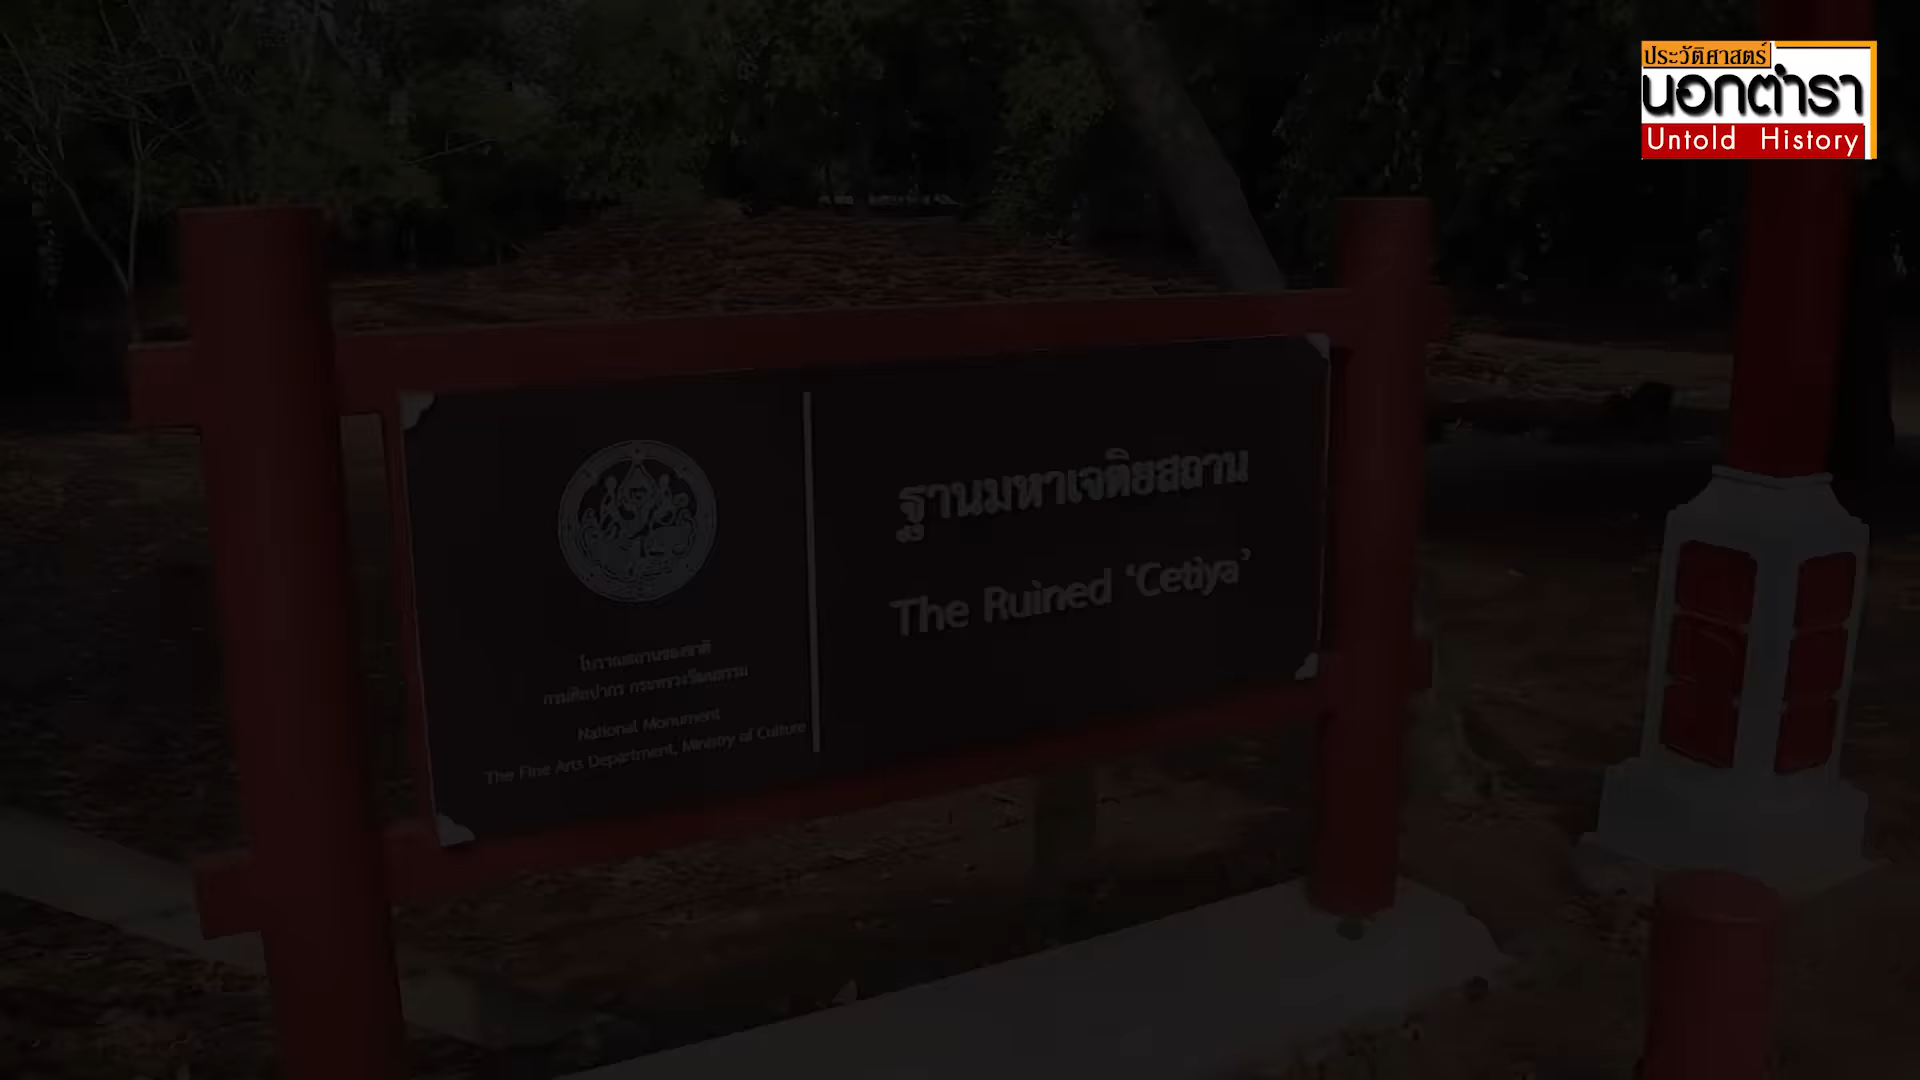 ประวัติศาสตร์
นอกตำรา
Untold History
ฐานมหาเจติยสถาน
The Ruined ‘Cetiya’
โบราณสถานของชาติ
กรมศิลปากร กระทรวงวัฒนธรรม
National Monument
The Fine Arts Department, Ministry of Culture